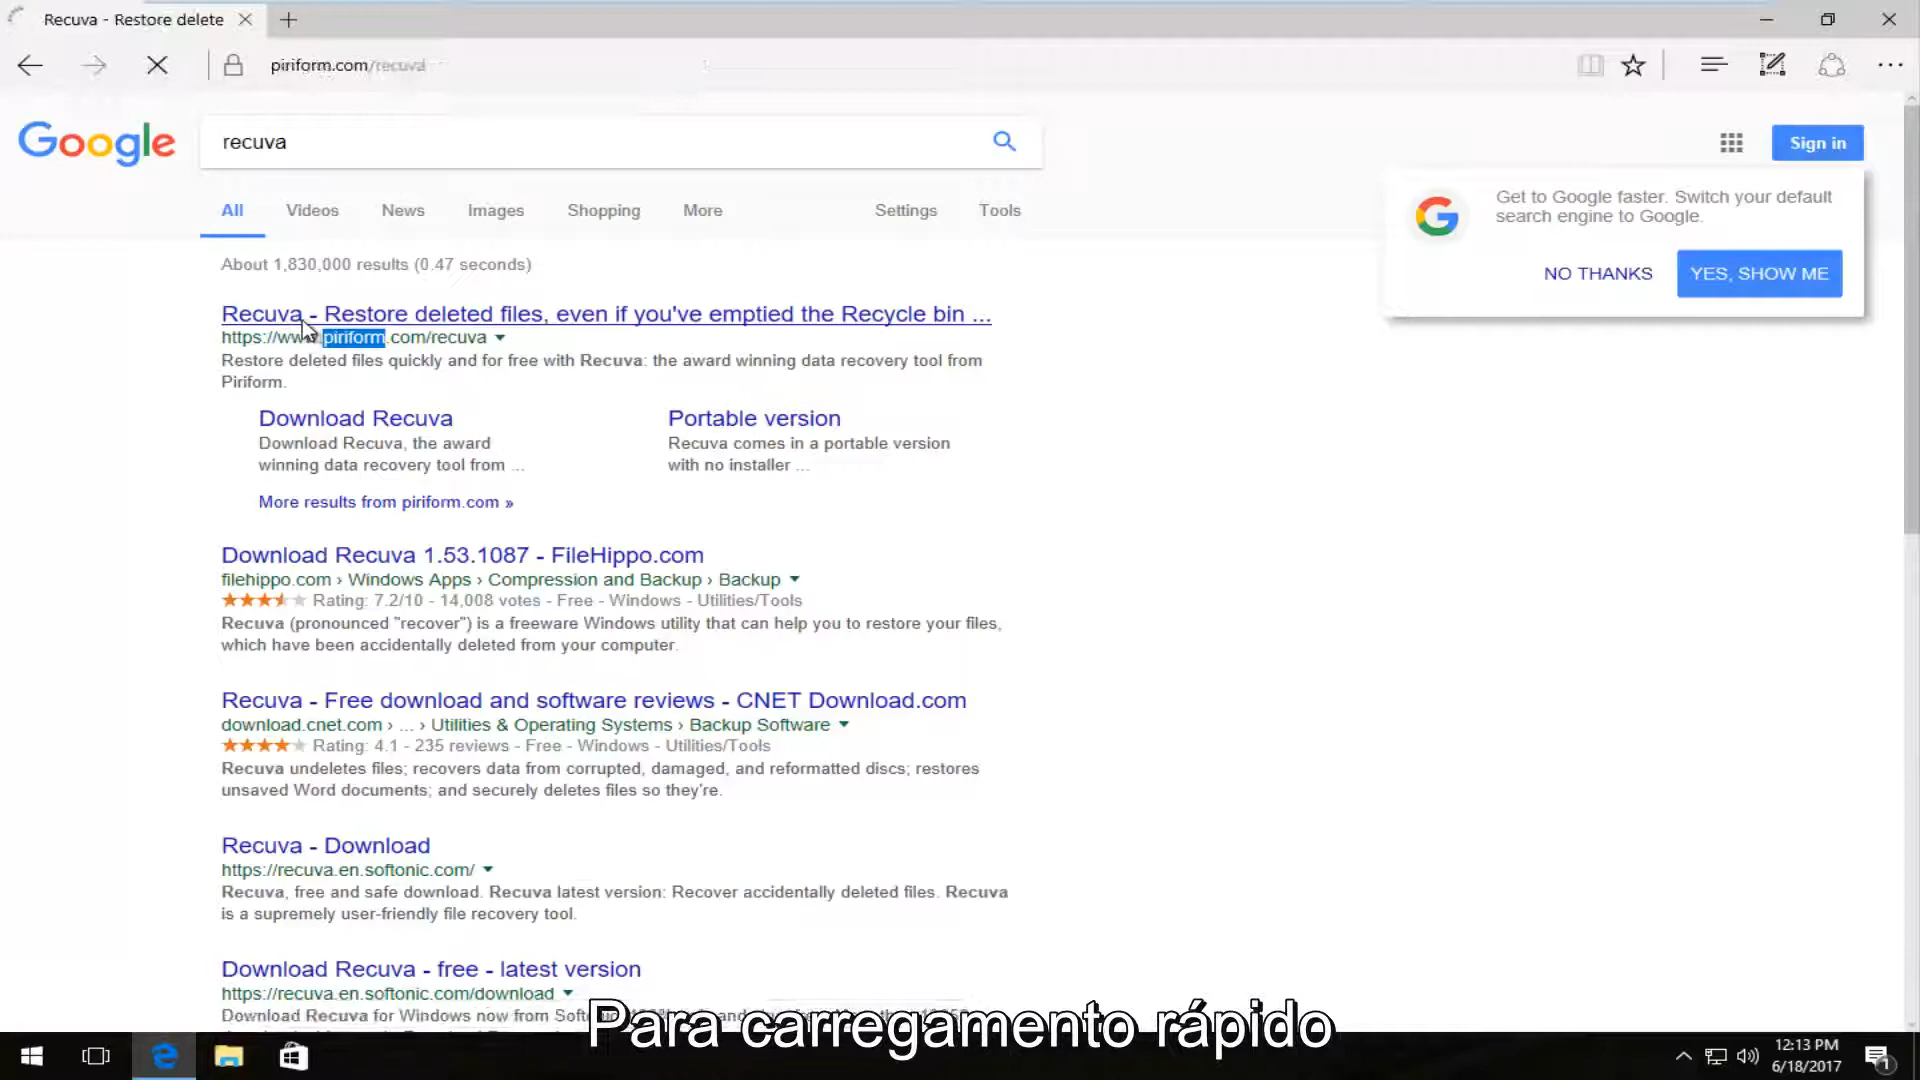 Recuva - Restore delete
piriform.com/recuva
Google
recuva
Sign in
All Videos News Images Shopping More Settings Tools
Get to Google faster. Switch your default
search engine to Google.
NO THANKS YES, SHOW ME
About 1,830,000 results (0.47 seconds)
Recuva - Restore deleted files, even if you've emptied the Recycle bin ...
https://www.piriform.com/recuva
Restore deleted files quickly and for free with Recuva: the award winning data recovery tool from
Piriform.
Download Recuva Portable version
Download Recuva, the award Recuva comes in a portable version
winning data recovery tool from ... with no installer ...
More results from piriform.com »
Download Recuva 1.53.1087 - FileHippo.com
filehippo.com › Windows Apps › Compression and Backup › Backup
Rating: 7.2/10 - 14,008 votes - Free - Windows - Utilities/Tools
Recuva (pronounced "recover") is a freeware Windows utility that can help you to restore your files,
which have been accidentally deleted from your computer.
Recuva - Free download and software reviews - CNET Download.com
download.cnet.com › ... › Utilities & Operating Systems › Backup Software
Rating: 4.1 - 235 reviews - Free - Windows - Utilities/Tools
Recuva undeletes files; recovers data from corrupted, damaged, and reformatted discs; restores
unsaved Word documents; and securely deletes files so they're.
Recuva - Download
https://recuva.en.softonic.com/
Recuva, free and safe download. Recuva latest version: Recover accidentally deleted files. Recuva
is a supremely user-friendly file recovery tool.
Download Recuva - free - latest version
https://recuva.en.softonic.com/download
Download Recuva for Windows now from
Para carregamento rápido
12:13 PM
6/18/2017
1